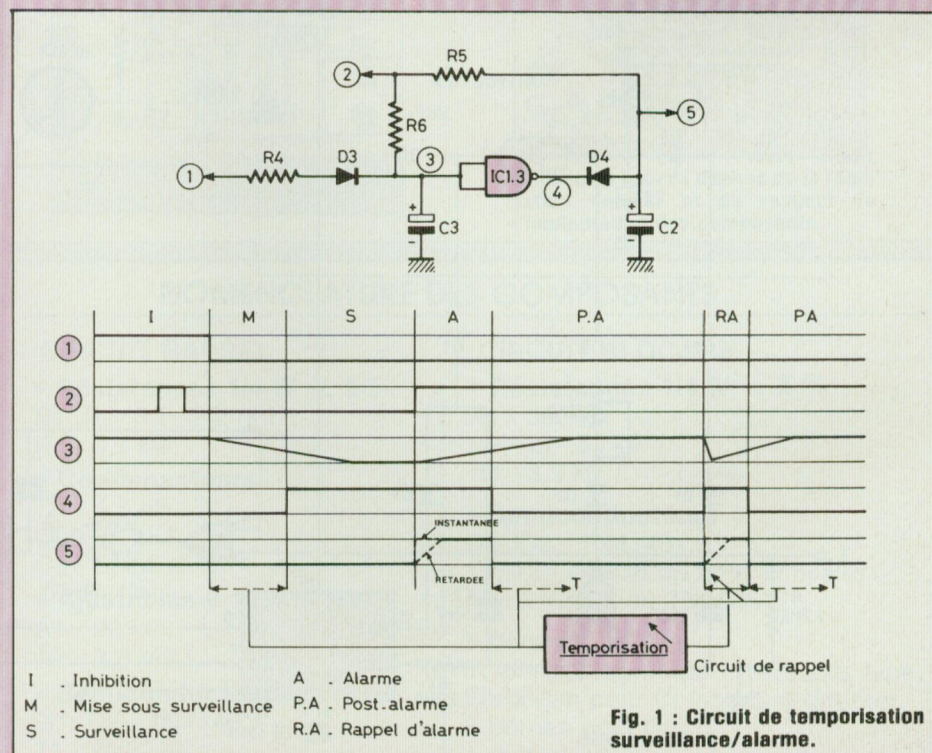 R5
2
5
R6
3
R4
D3
D4
1
IC1.3
4
+
C3
-
+
C2
-
I M S A P.A RA PA
1
2
3
4
5
INSTANTANEE
RETARDEE
T
T
Temporisation
Circuit de rappel
I . Inhibition
M . Mise sous surveillance
S . Surveillance
A . Alarme
P.A . Post.alarme
R.A . Rappel d'alarme
Fig. 1 : Circuit de temporisation
surveillance/alarme.